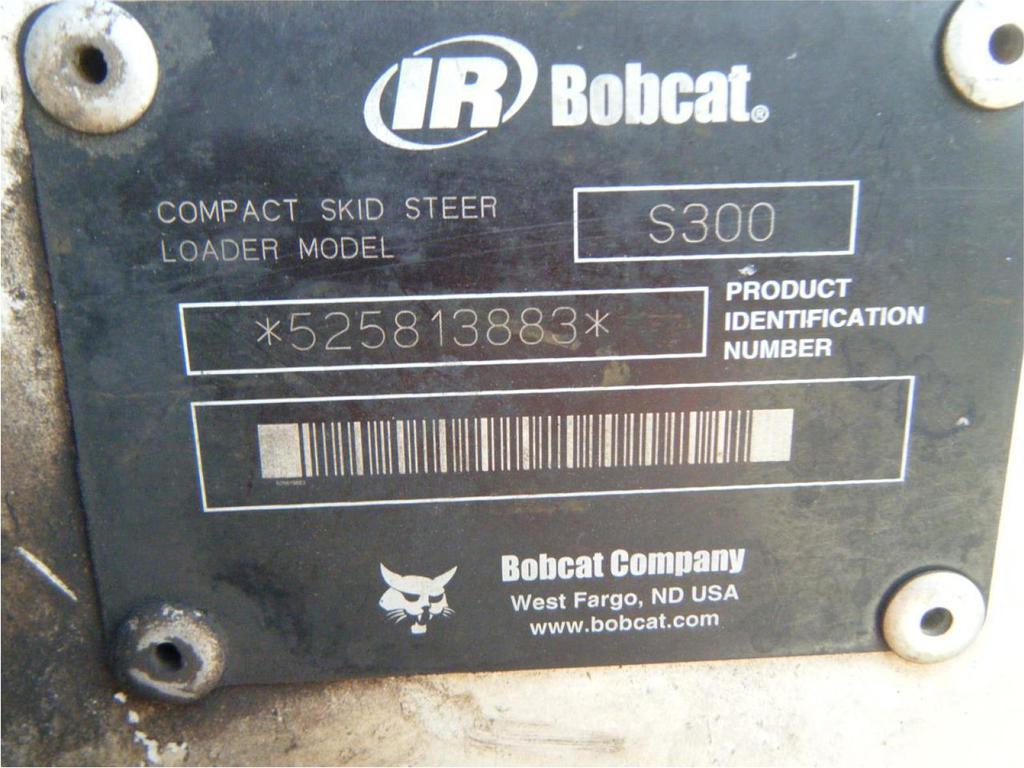 IR Bobcat®
COMPACT SKID STEER
LOADER MODEL
S300
*525813883*
PRODUCT
IDENTIFICATION
NUMBER
Bobcat Company
West Fargo, ND USA
www.bobcat.com